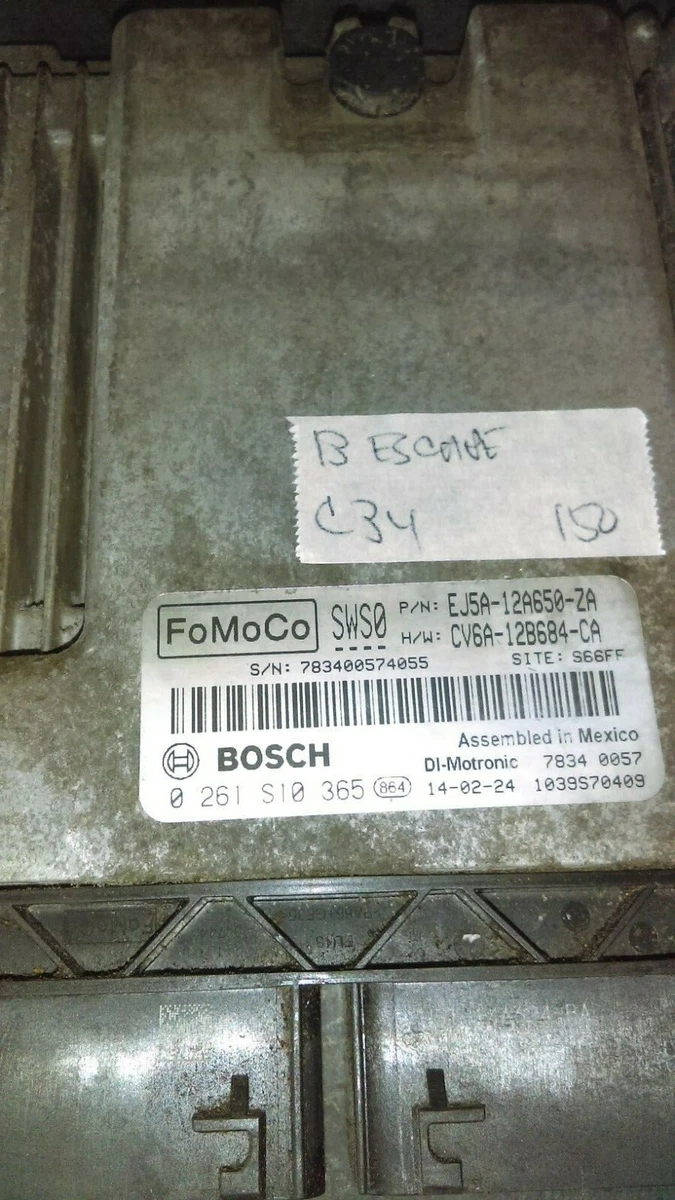 13 ESCAPE
C34 150
FoMoCo SWS0 P/N: EJ5A-12A650-ZA
H/W: CV6A-12B684-CA
S/N: 783400574055 SITE: S66FF
BOSCH Assembled in Mexico
DI-Motronic 7834 0057
0 261 S10 365 864 14-02-24 1039S70409